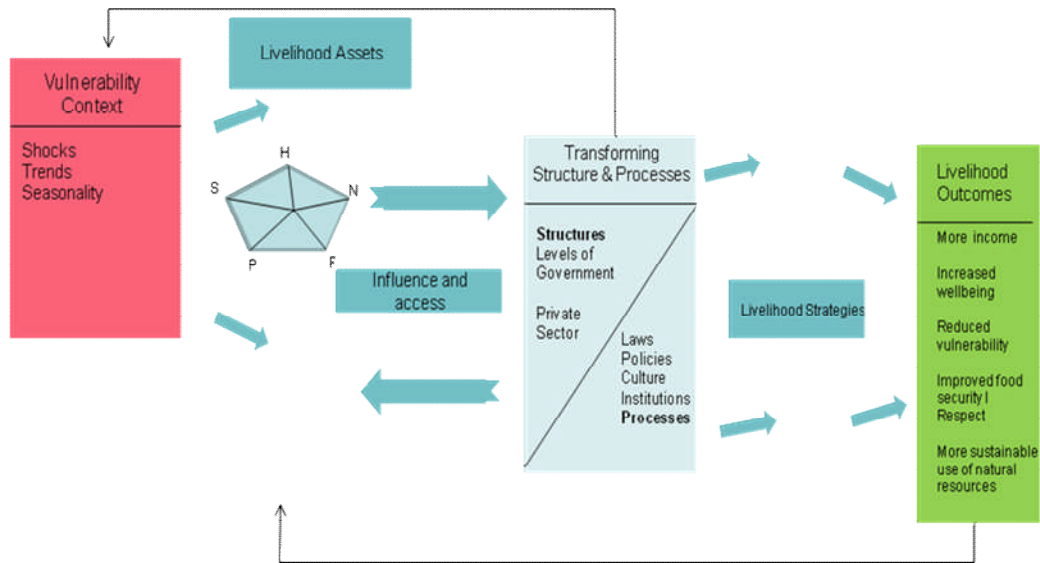 Livelihood Assets
Vulnerability
Context
Shocks
Trends
Seasonality
H
S
N
P
F
Influence and
access
Transforming
Structure & Processes
Structures
Levels of
Government
Private
Sector
Laws
Policies
Culture
Institutions
Processes
Livelihood Strategies
Livelihood
Outcomes
More income
Increased
wellbeing
Reduced
vulnerability
Improved food
security I
Respect
More sustainable
use of natural
resources